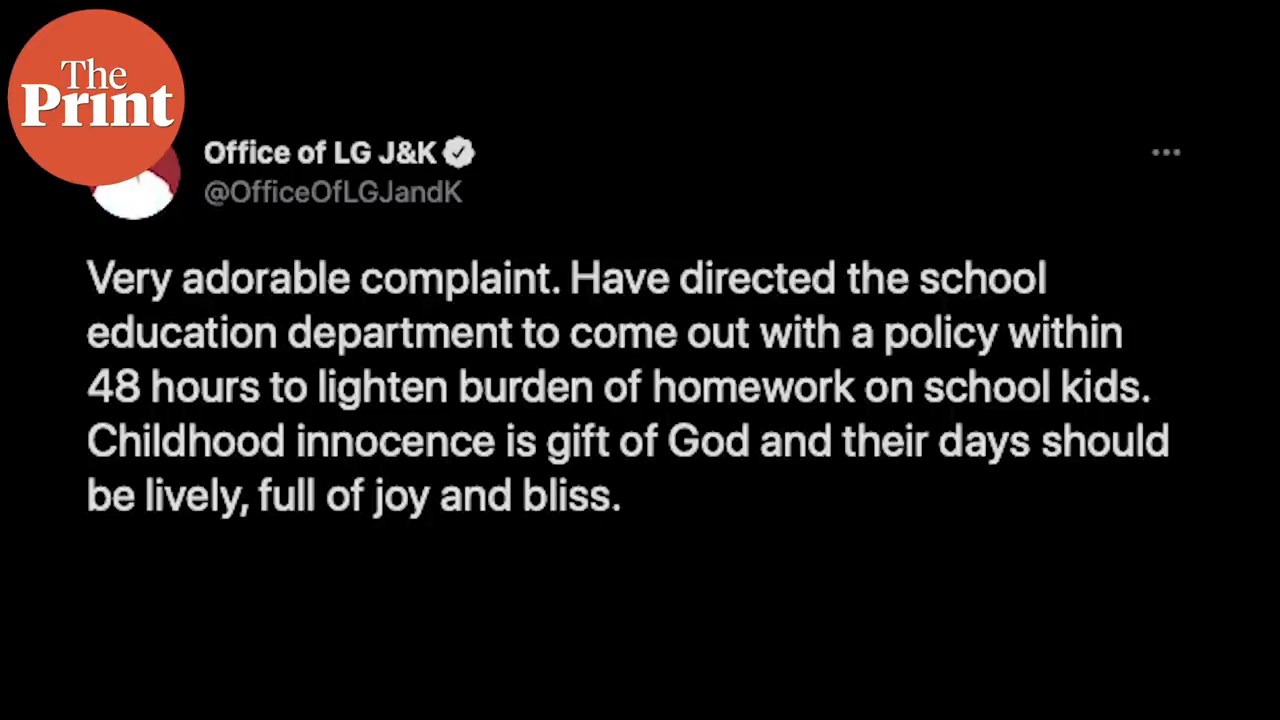 The
Print
Office of LG J&K
@OfficeOfLGJandK
Very adorable complaint. Have directed the school
education department to come out with a policy within
48 hours to lighten burden of homework on school kids.
Childhood innocence is gift of God and their days should
be lively, full of joy and bliss.